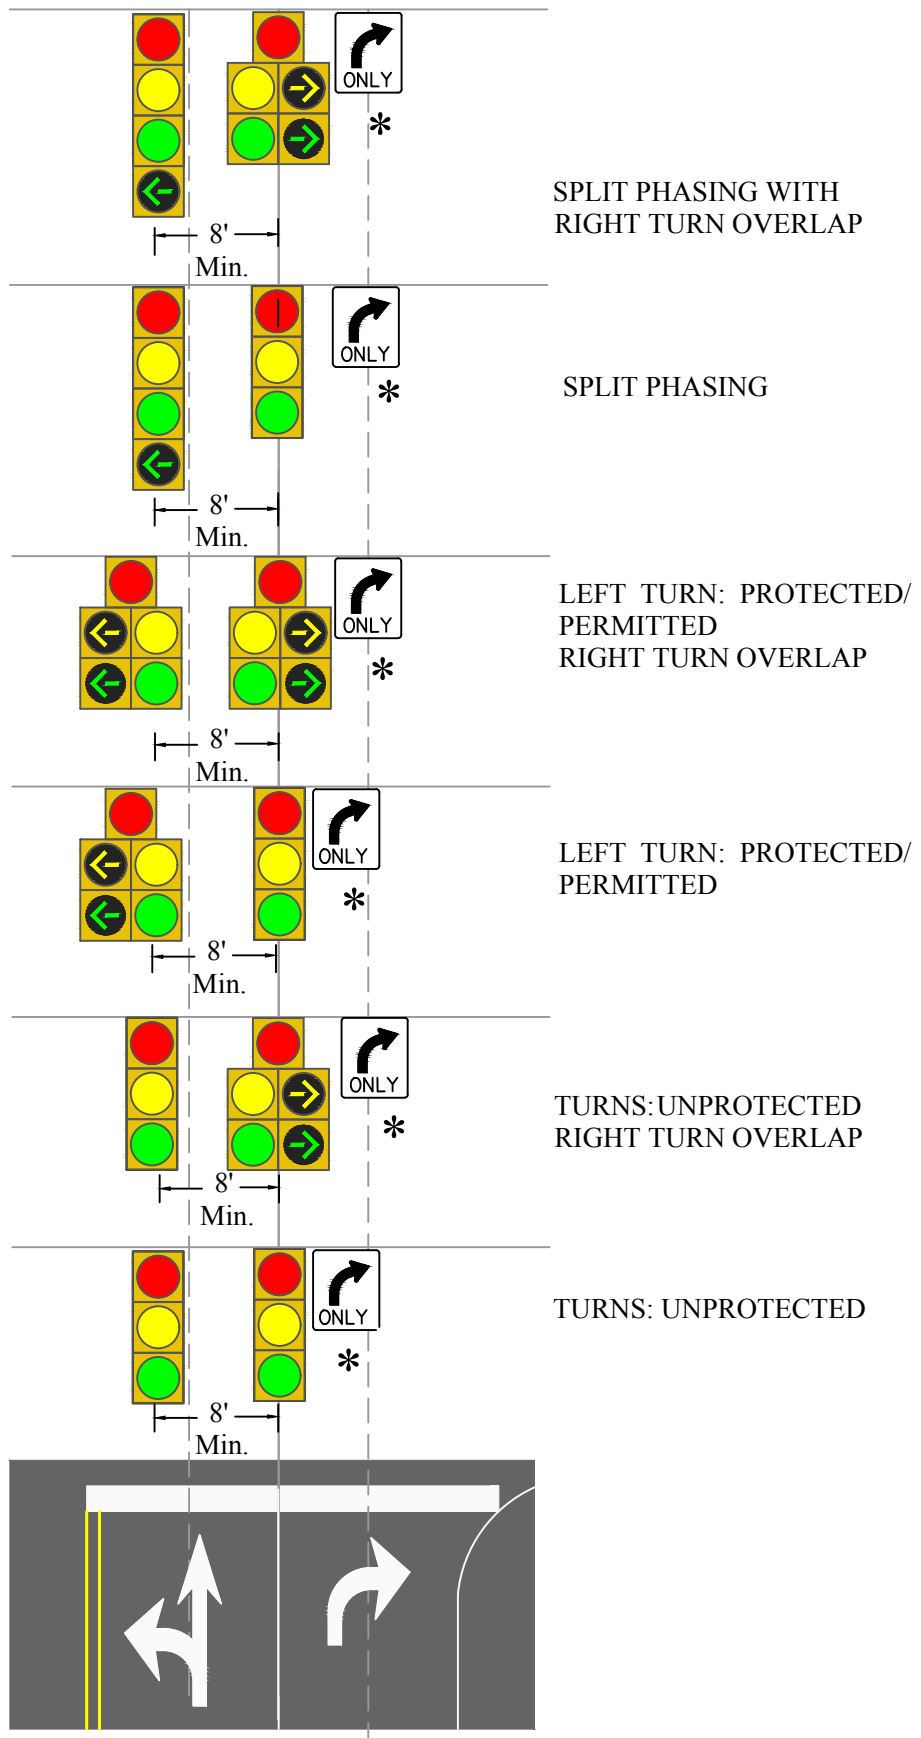 ONLY
*
SPLIT PHASING WITH
RIGHT TURN OVERLAP
8'
Min.
ONLY
*
SPLIT PHASING
8'
Min.
ONLY
*
LEFT TURN: PROTECTED/
PERMITTED
RIGHT TURN OVERLAP
8'
Min.
ONLY
*
LEFT TURN: PROTECTED/
PERMITTED
8'
Min.
ONLY
*
TURNS:UNPROTECTED
RIGHT TURN OVERLAP
8'
Min.
ONLY
*
TURNS: UNPROTECTED
8'
Min.